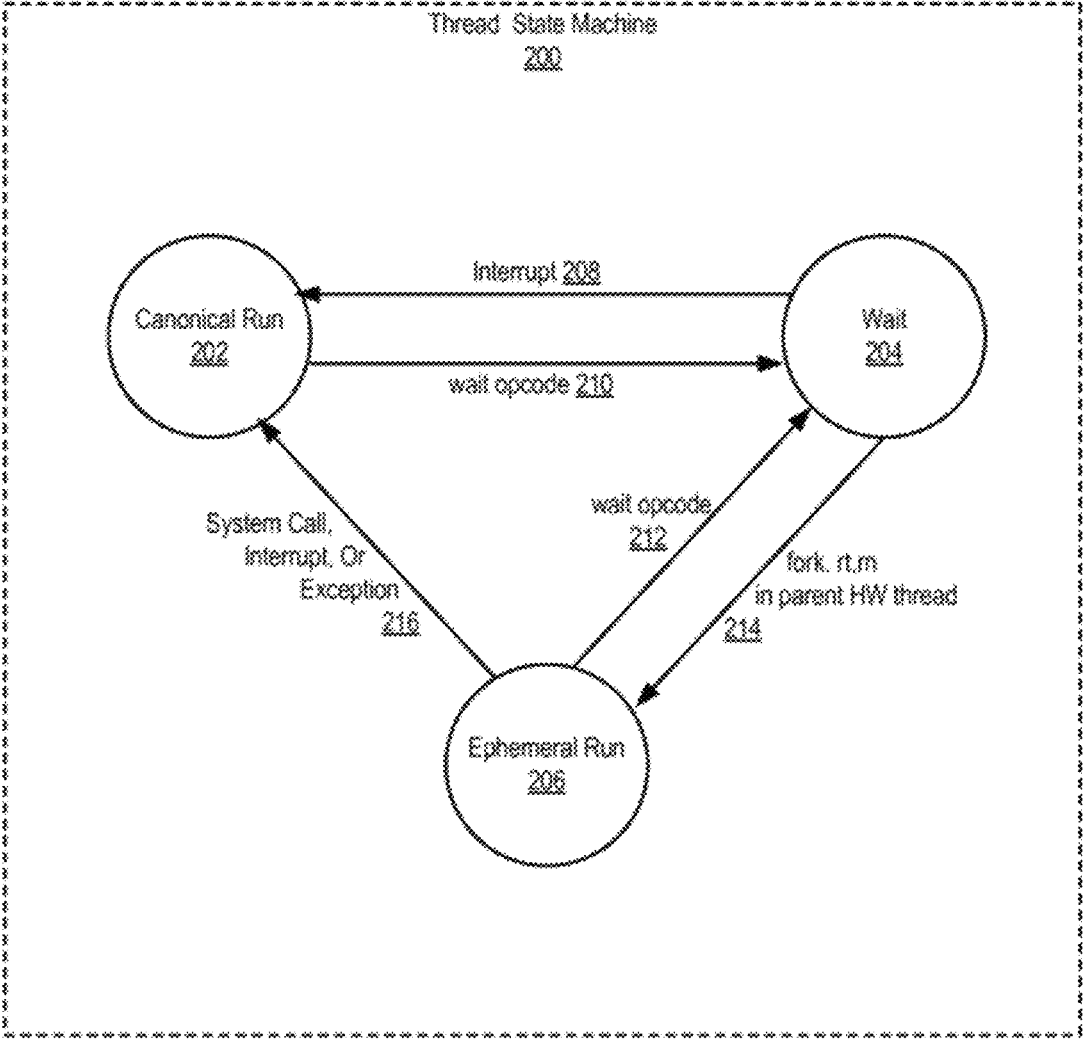 Thread State Machine
200
Interrupt 208
Canonical Run
202
Wait
204
wait opcode 210
wait opcode
212
System Call,
Interrupt, Or
Exception
216
fork. rt,m
in parent HW thread
214
Ephemeral Run
206